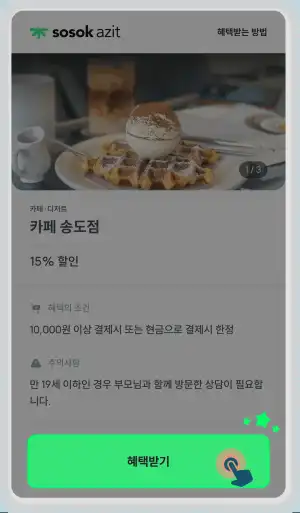 sosok azit
혜택받는 방법
1 / 3
카페 · 디저트
카페 송도점
15% 할인
혜택의 조건
10,000원 이상 결제시 또는 현금으로 결제시 한정
주의사항
만 19세 이하인 경우 부모님과 함께 방문한 상담이 필요합
니다.
혜택받기